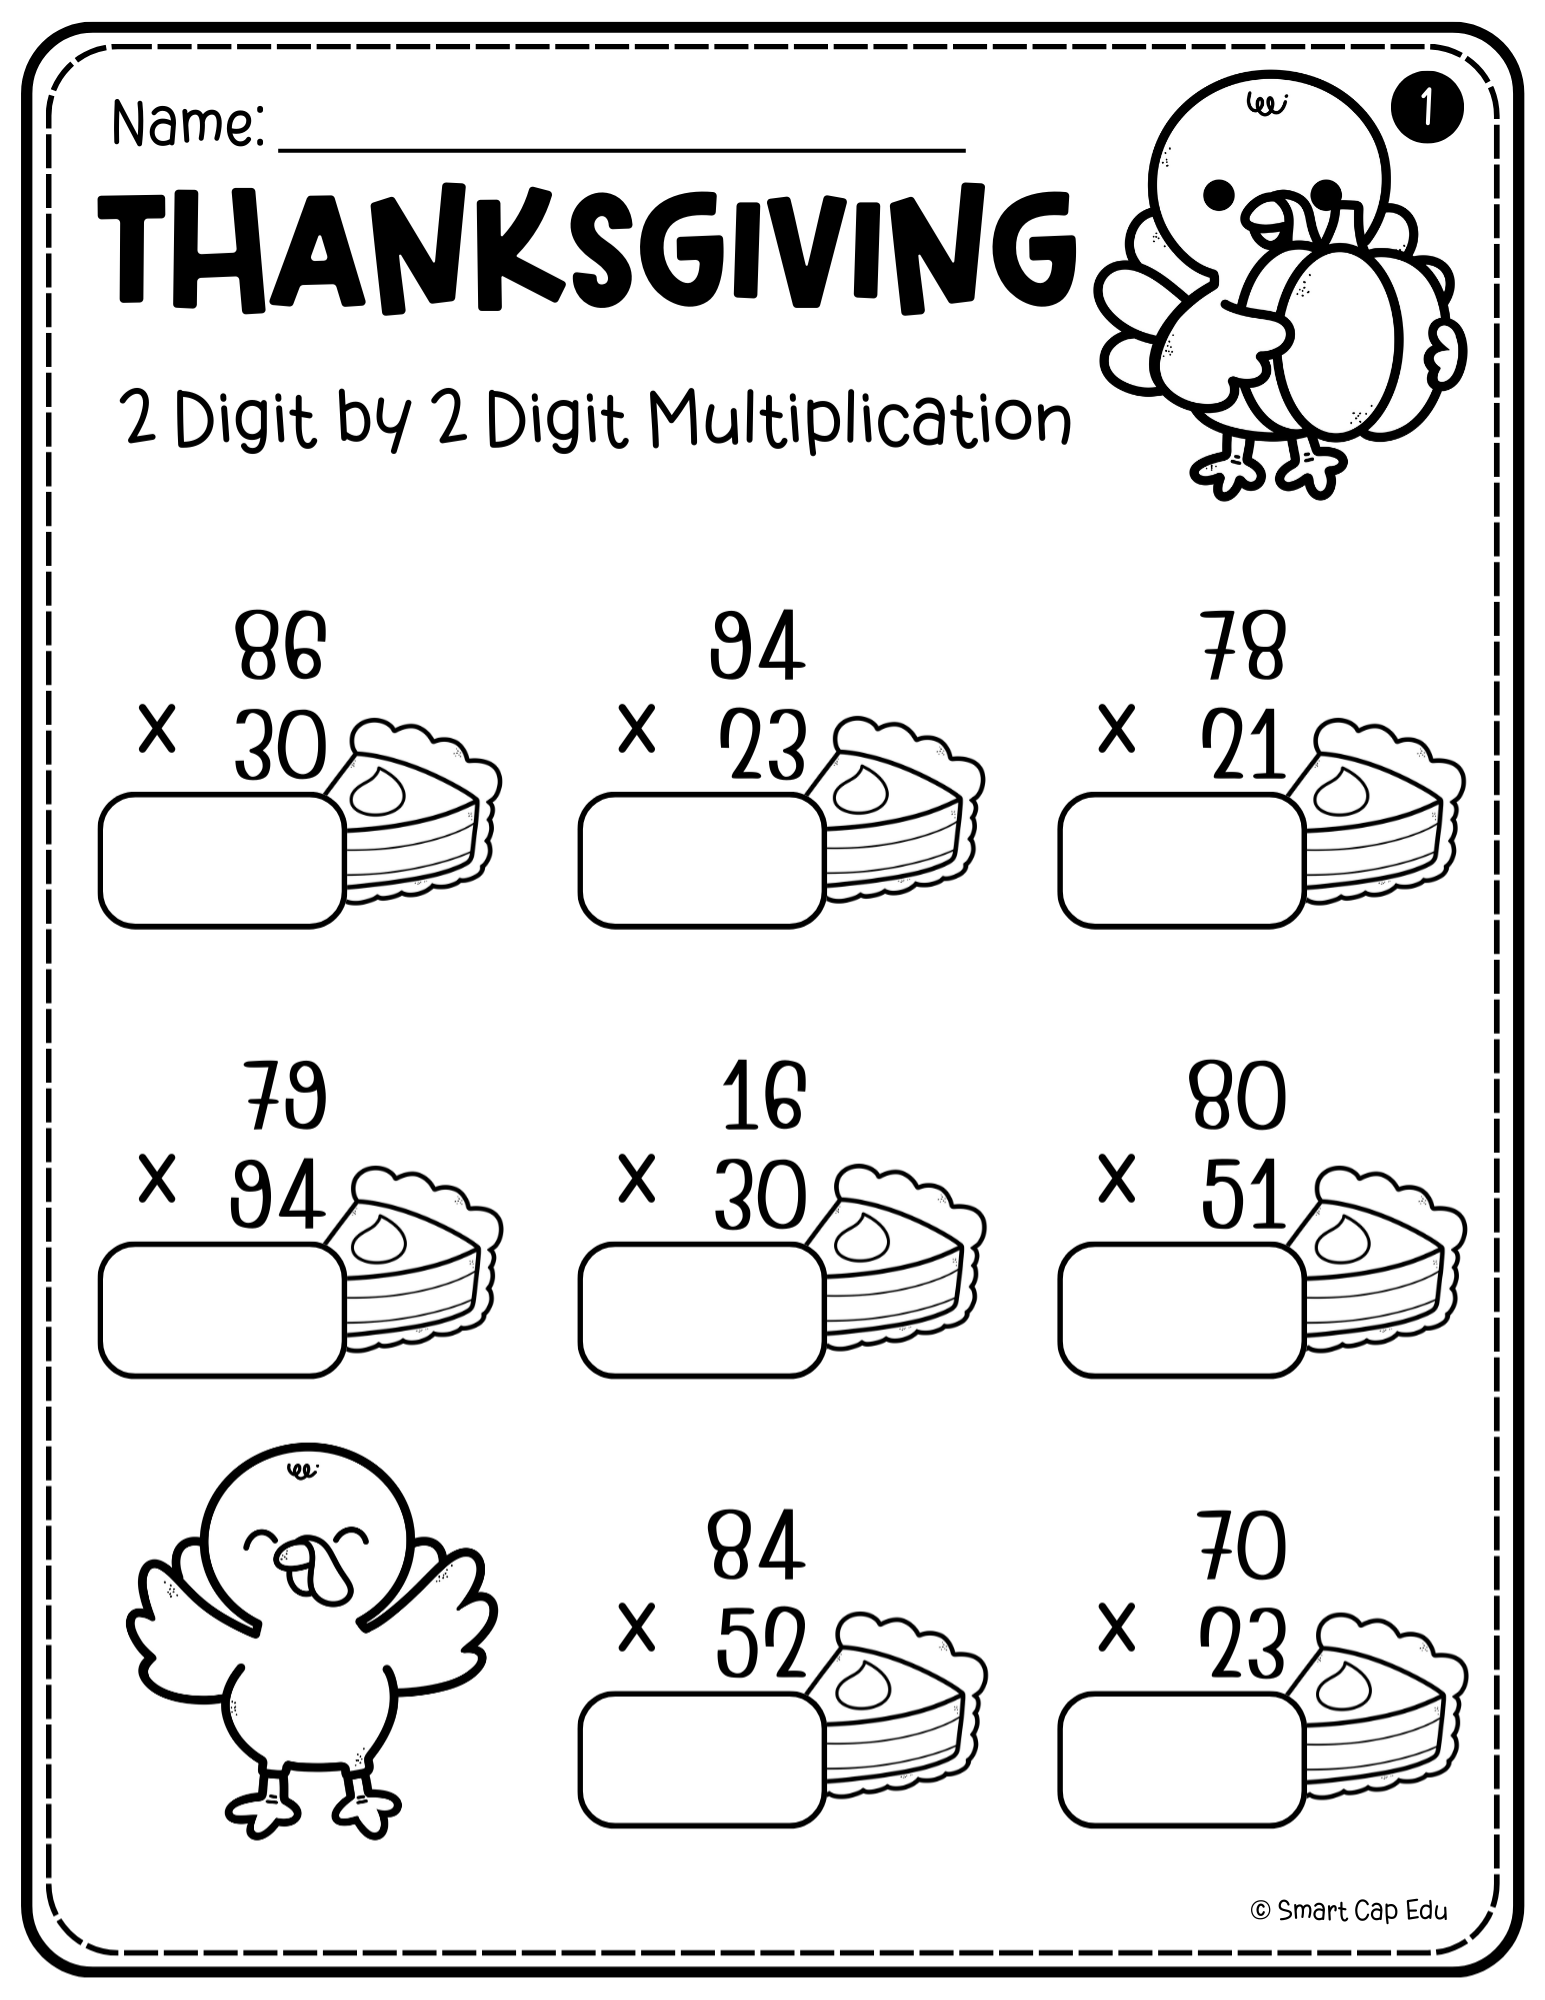 Name:
1
THANKSGIVING
2 Digit by 2 Digit Multiplication
86 94 78
x 30 x 23 x 21
79 16 80
x 94 x 30 x 51
84 70
x 52 x 23
© Smart Cap Edu